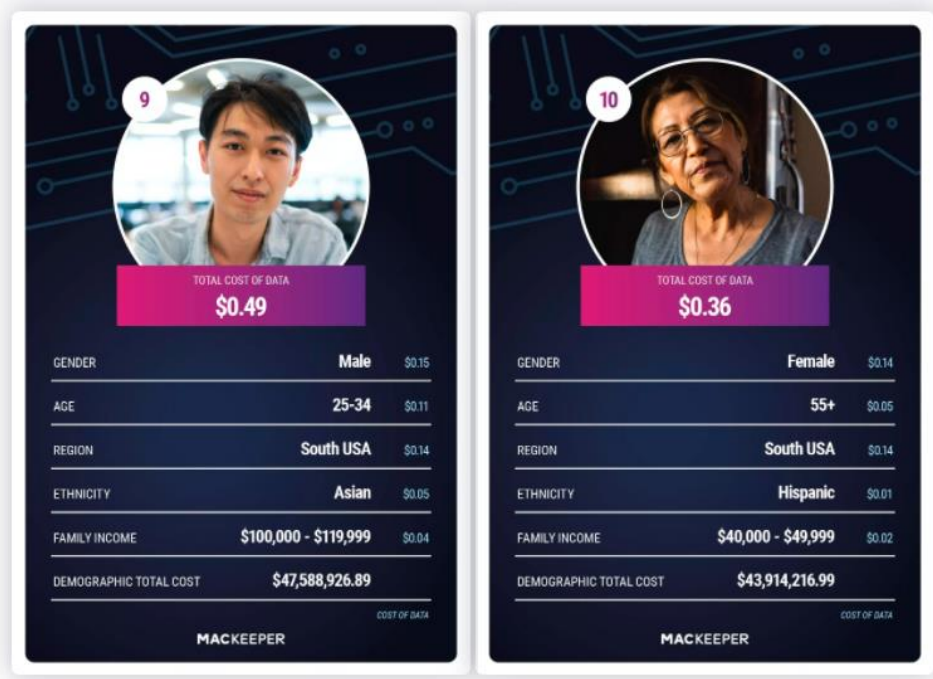 9
TOTAL COST OF DATA
$0.49
GENDER Male $0.15
AGE 25-34 $0.11
REGION South USA $0.14
ETHNICITY Asian $0.05
FAMILY INCOME $100,000 - $119,999 $0.04
DEMOGRAPHIC TOTAL COST $47,588,926.89
COST OF DATA
MACKEEPER
10
TOTAL COST OF DATA
$0.36
GENDER Female $0.14
AGE 55+ $0.05
REGION South USA $0.14
ETHNICITY Hispanic $0.01
FAMILY INCOME $40,000 - $49,999 $0.02
DEMOGRAPHIC TOTAL COST $43,914,216.99
COST OF DATA
MACKEEPER